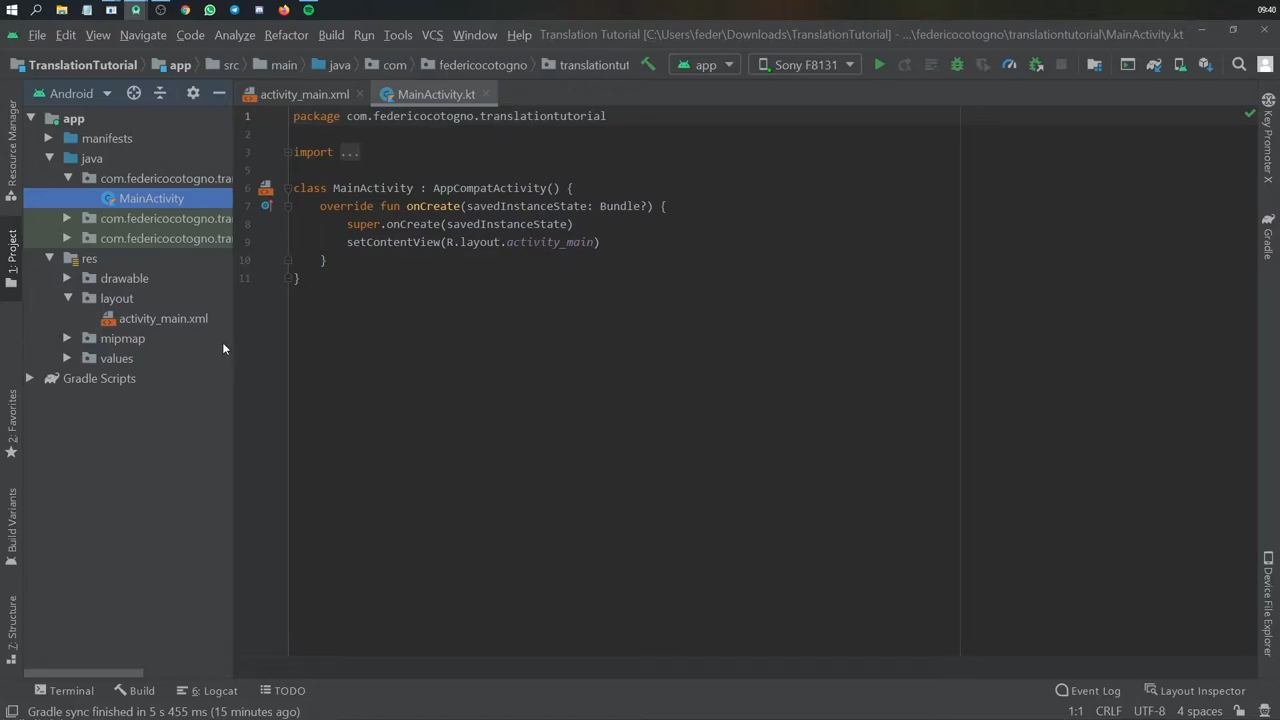 09:40
File Edit View Navigate Code Analyze Refactor Build Run Tools VCS Window Help Translation Tutorial [C:\Users\feder\Downloads\TranslationTutorial] - ...\federicocotogno\translationtutorial\MainActivity.kt
TranslationTutorial app src main java com federicocotogno translationtut app Sony F8131
Android activity_main.xml MainActivity.kt
app
manifests
java
com.federicocotogno.tra
MainActivity
com.federicocotogno.tra
com.federicocotogno.tra
res
drawable
layout
activity_main.xml
mipmap
values
Gradle Scripts
1 package com.federicocotogno.translationtutorial
2
3 import ...
5
6 class MainActivity : AppCompatActivity() {
7 override fun onCreate(savedInstanceState: Bundle?) {
8 super.onCreate(savedInstanceState)
9 setContentView(R.layout.activity_main)
10 }
11 }
Resource Manager
1: Project
2: Favorites
Build Variants
7: Structure
Key Promoter X
Gradle
Device File Explorer
Terminal Build 6: Logcat TODO Event Log Layout Inspector
Gradle sync finished in 5 s 455 ms (15 minutes ago) 1:1 CRLF UTF-8 4 spaces